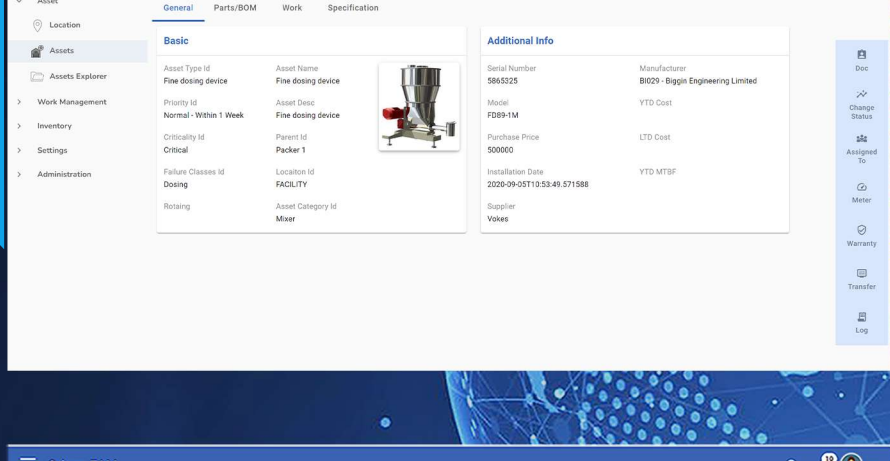 Asset
General Parts/BOM Work Specification
Location
Assets
Assets Explorer
> Work Management
> Inventory
> Settings
> Administration
Basic
Asset Type Id Asset Name
Fine dosing device Fine dosing device
Priority Id Asset Desc
Normal - Within 1 Week Fine dosing device
Criticality Id Parent Id
Critical Packer 1
Failure Classes Id Locaiton Id
Dosing FACILITY
Rotaing Asset Category Id
Mixer
Additional Info
Serial Number Manufacturer
5865325 BI029 - Biggin Engineering Limited
Model YTD Cost
FD89-1M
Purchase Price LTD Cost
500000
Installation Date YTD MTBF
2020-09-05T10:53:49.571588
Supplier
Vokes
Doc
Change
Status
Assigned
To
Meter
Warranty
Transfer
Log
10